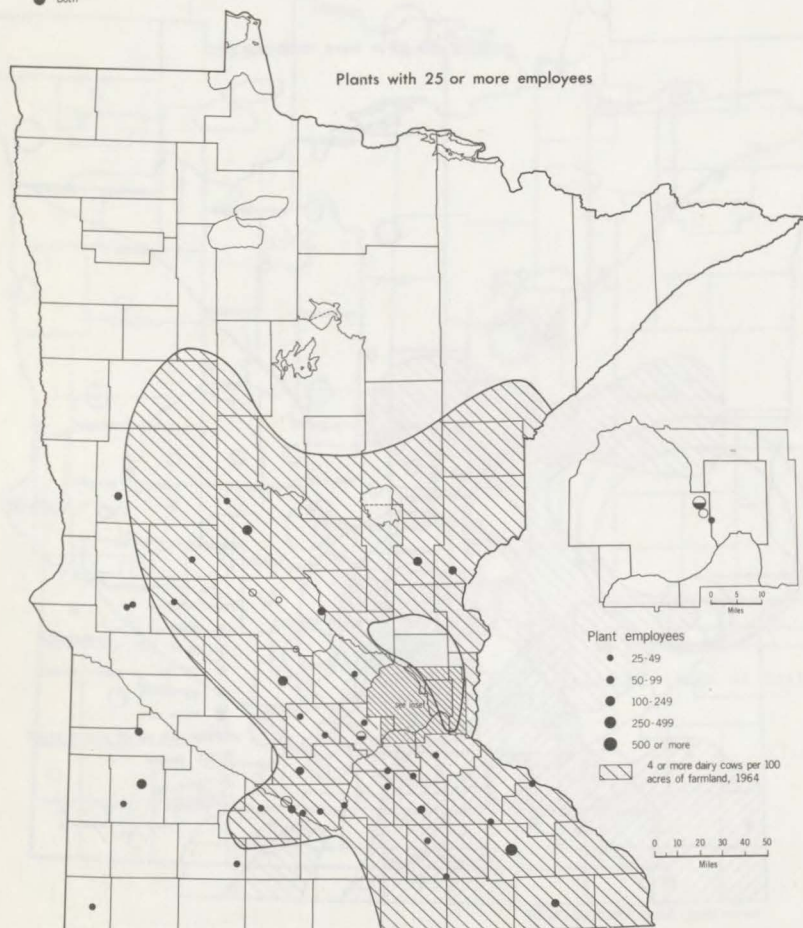 Both
Plants with 25 or more employees
see inset
0 5 10
Miles
Plant employees
25-49
50-99
100-249
250-499
500 or more
4 or more dairy cows per 100
acres of farmland, 1964
0 10 20 30 40 50
Miles